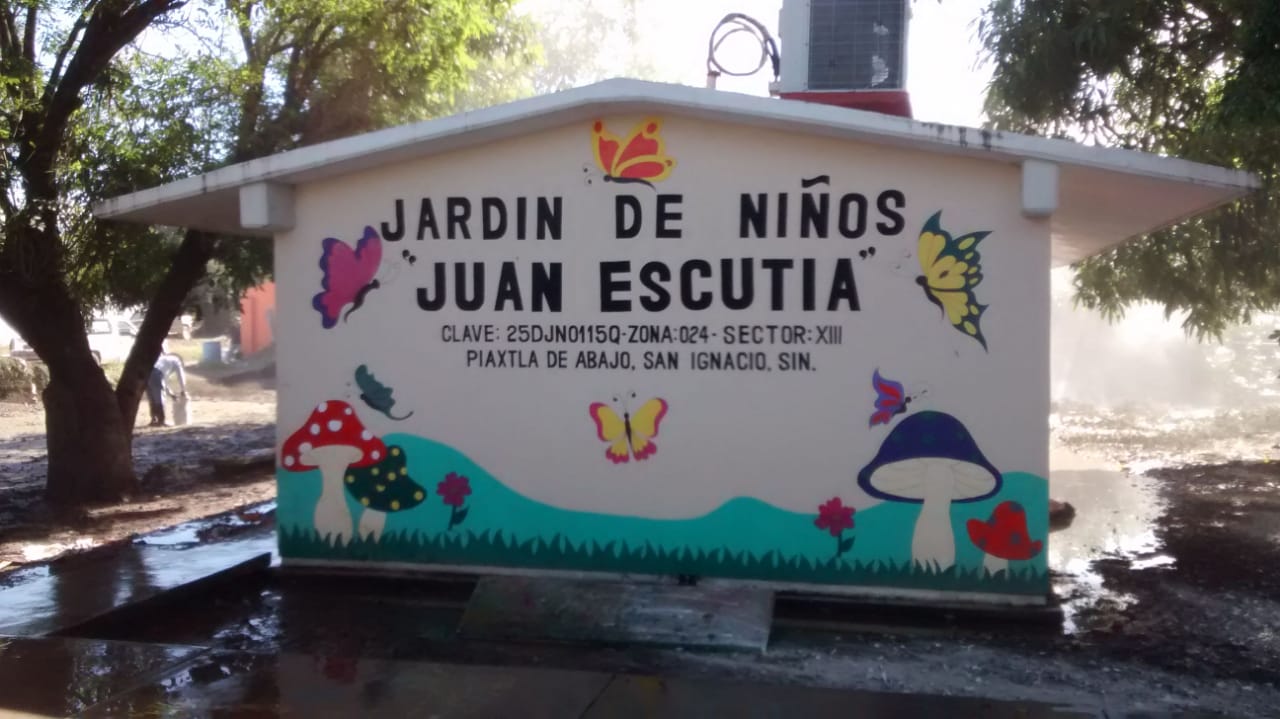 JARDIN DE NIÑOS
"JUAN ESCUTIA"
CLAVE: 25DJN0115Q-ZONA:024-SECTOR:XIII
PIAXTLA DE ABAJO, SAN IGNACIO, SIN.